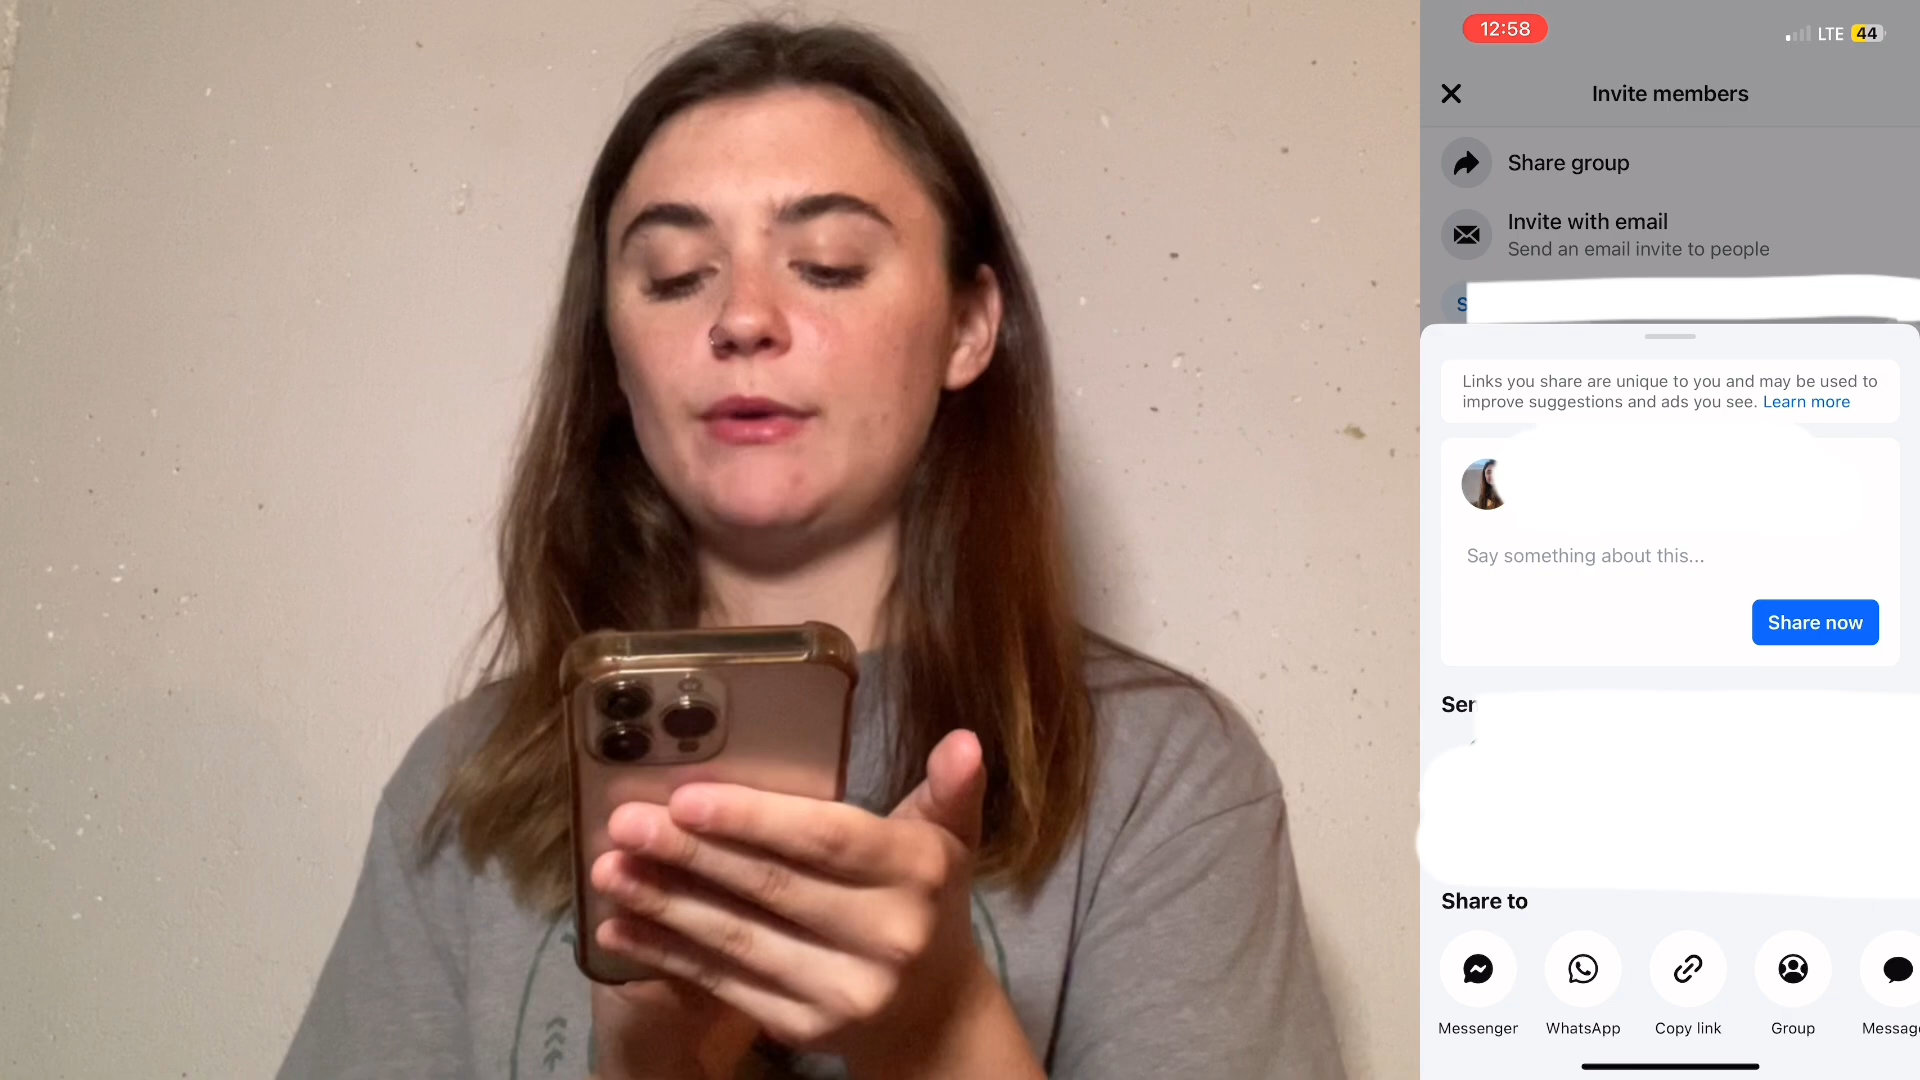 12:58
LTE 44
Invite members
Share group
Invite with email
Send an email invite to people
S
Links you share are unique to you and may be used to
improve suggestions and ads you see. Learn more
Say something about this...
Share now
Ser
Share to
Messenger
WhatsApp
Copy link
Group
Messag